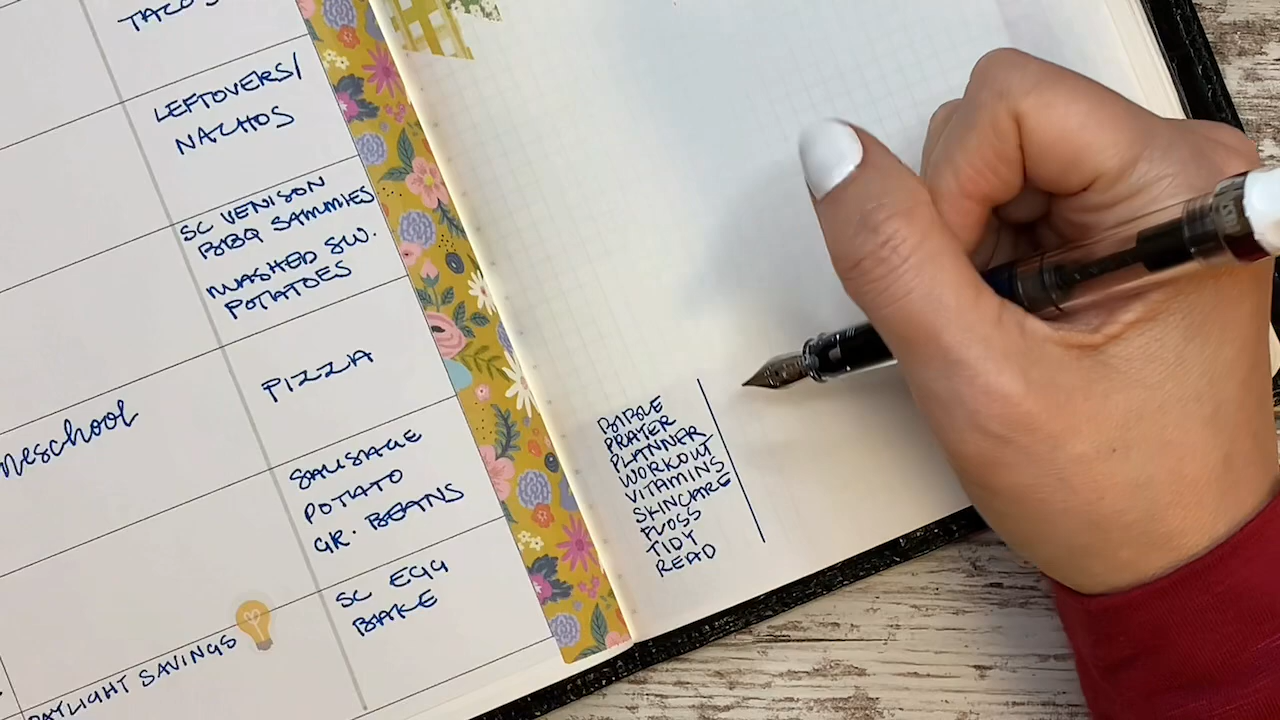 TACOS
LEFTOVERS/
NACHOS
SC VENISON
BBQ SAMMIES
MASHED SW.
POTATOES
PIZZA
SAUSAGE
POTATO
GR. BEANS
SC EGG
BAKE
DAYLIGHT SAVINGS
BIBLE
PRAYER
PLANNER
WORKOUT
VITAMINS
SKINCARE
FLOSS
TIDY
READ